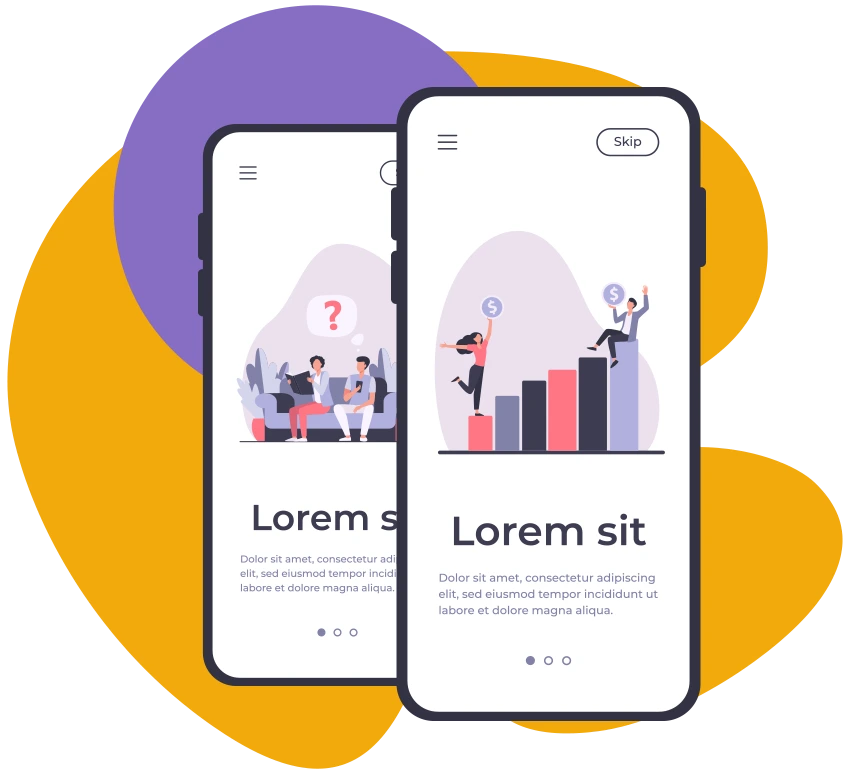 Skip
?
$
$
Lorem s
Dolor sit amet, consectetur adi
elit, sed eiusmod tempor incidi
labore et dolore magna aliqua.
Lorem sit
Dolor sit amet, consectetur adipiscing
elit, sed eiusmod tempor incididunt ut
labore et dolore magna aliqua.